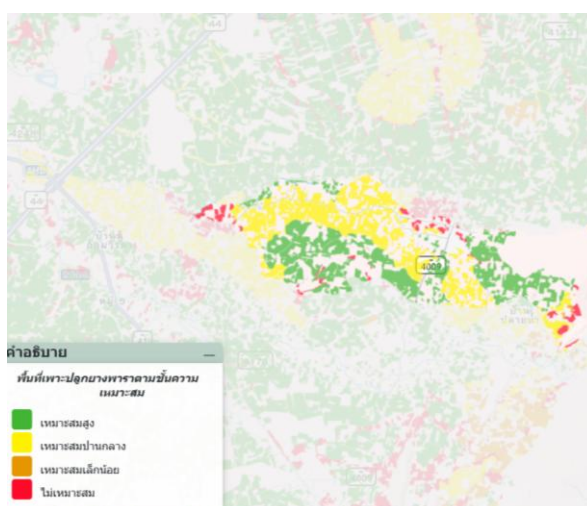 44
44
4009
คำอธิบาย
พื้นที่เพาะปลูกยางพาราตามชั้นความ
เหมาะสม
เหมาะสมสูง
เหมาะสมปานกลาง
เหมาะสมเล็กน้อย
ไม่เหมาะสม